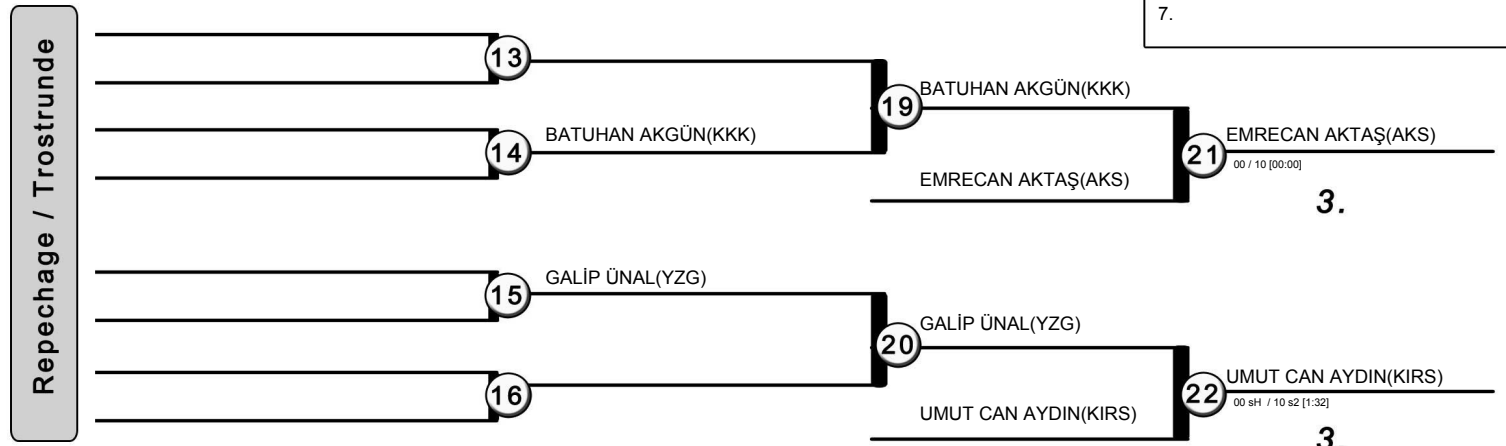 7.
Repechage / Trostrunde
13
BATUHAN AKGÜN(KKK)
19
14
BATUHAN AKGÜN(KKK)
EMRECAN AKTAŞ(AKS)
21
EMRECAN AKTAŞ(AKS)
00 / 10 [00:00]
3.
15
GALİP ÜNAL(YZG)
20
GALİP ÜNAL(YZG)
16
UMUT CAN AYDIN(KIRS)
22
UMUT CAN AYDIN(KIRS)
00 sH / 10 s2 [1:32]
3